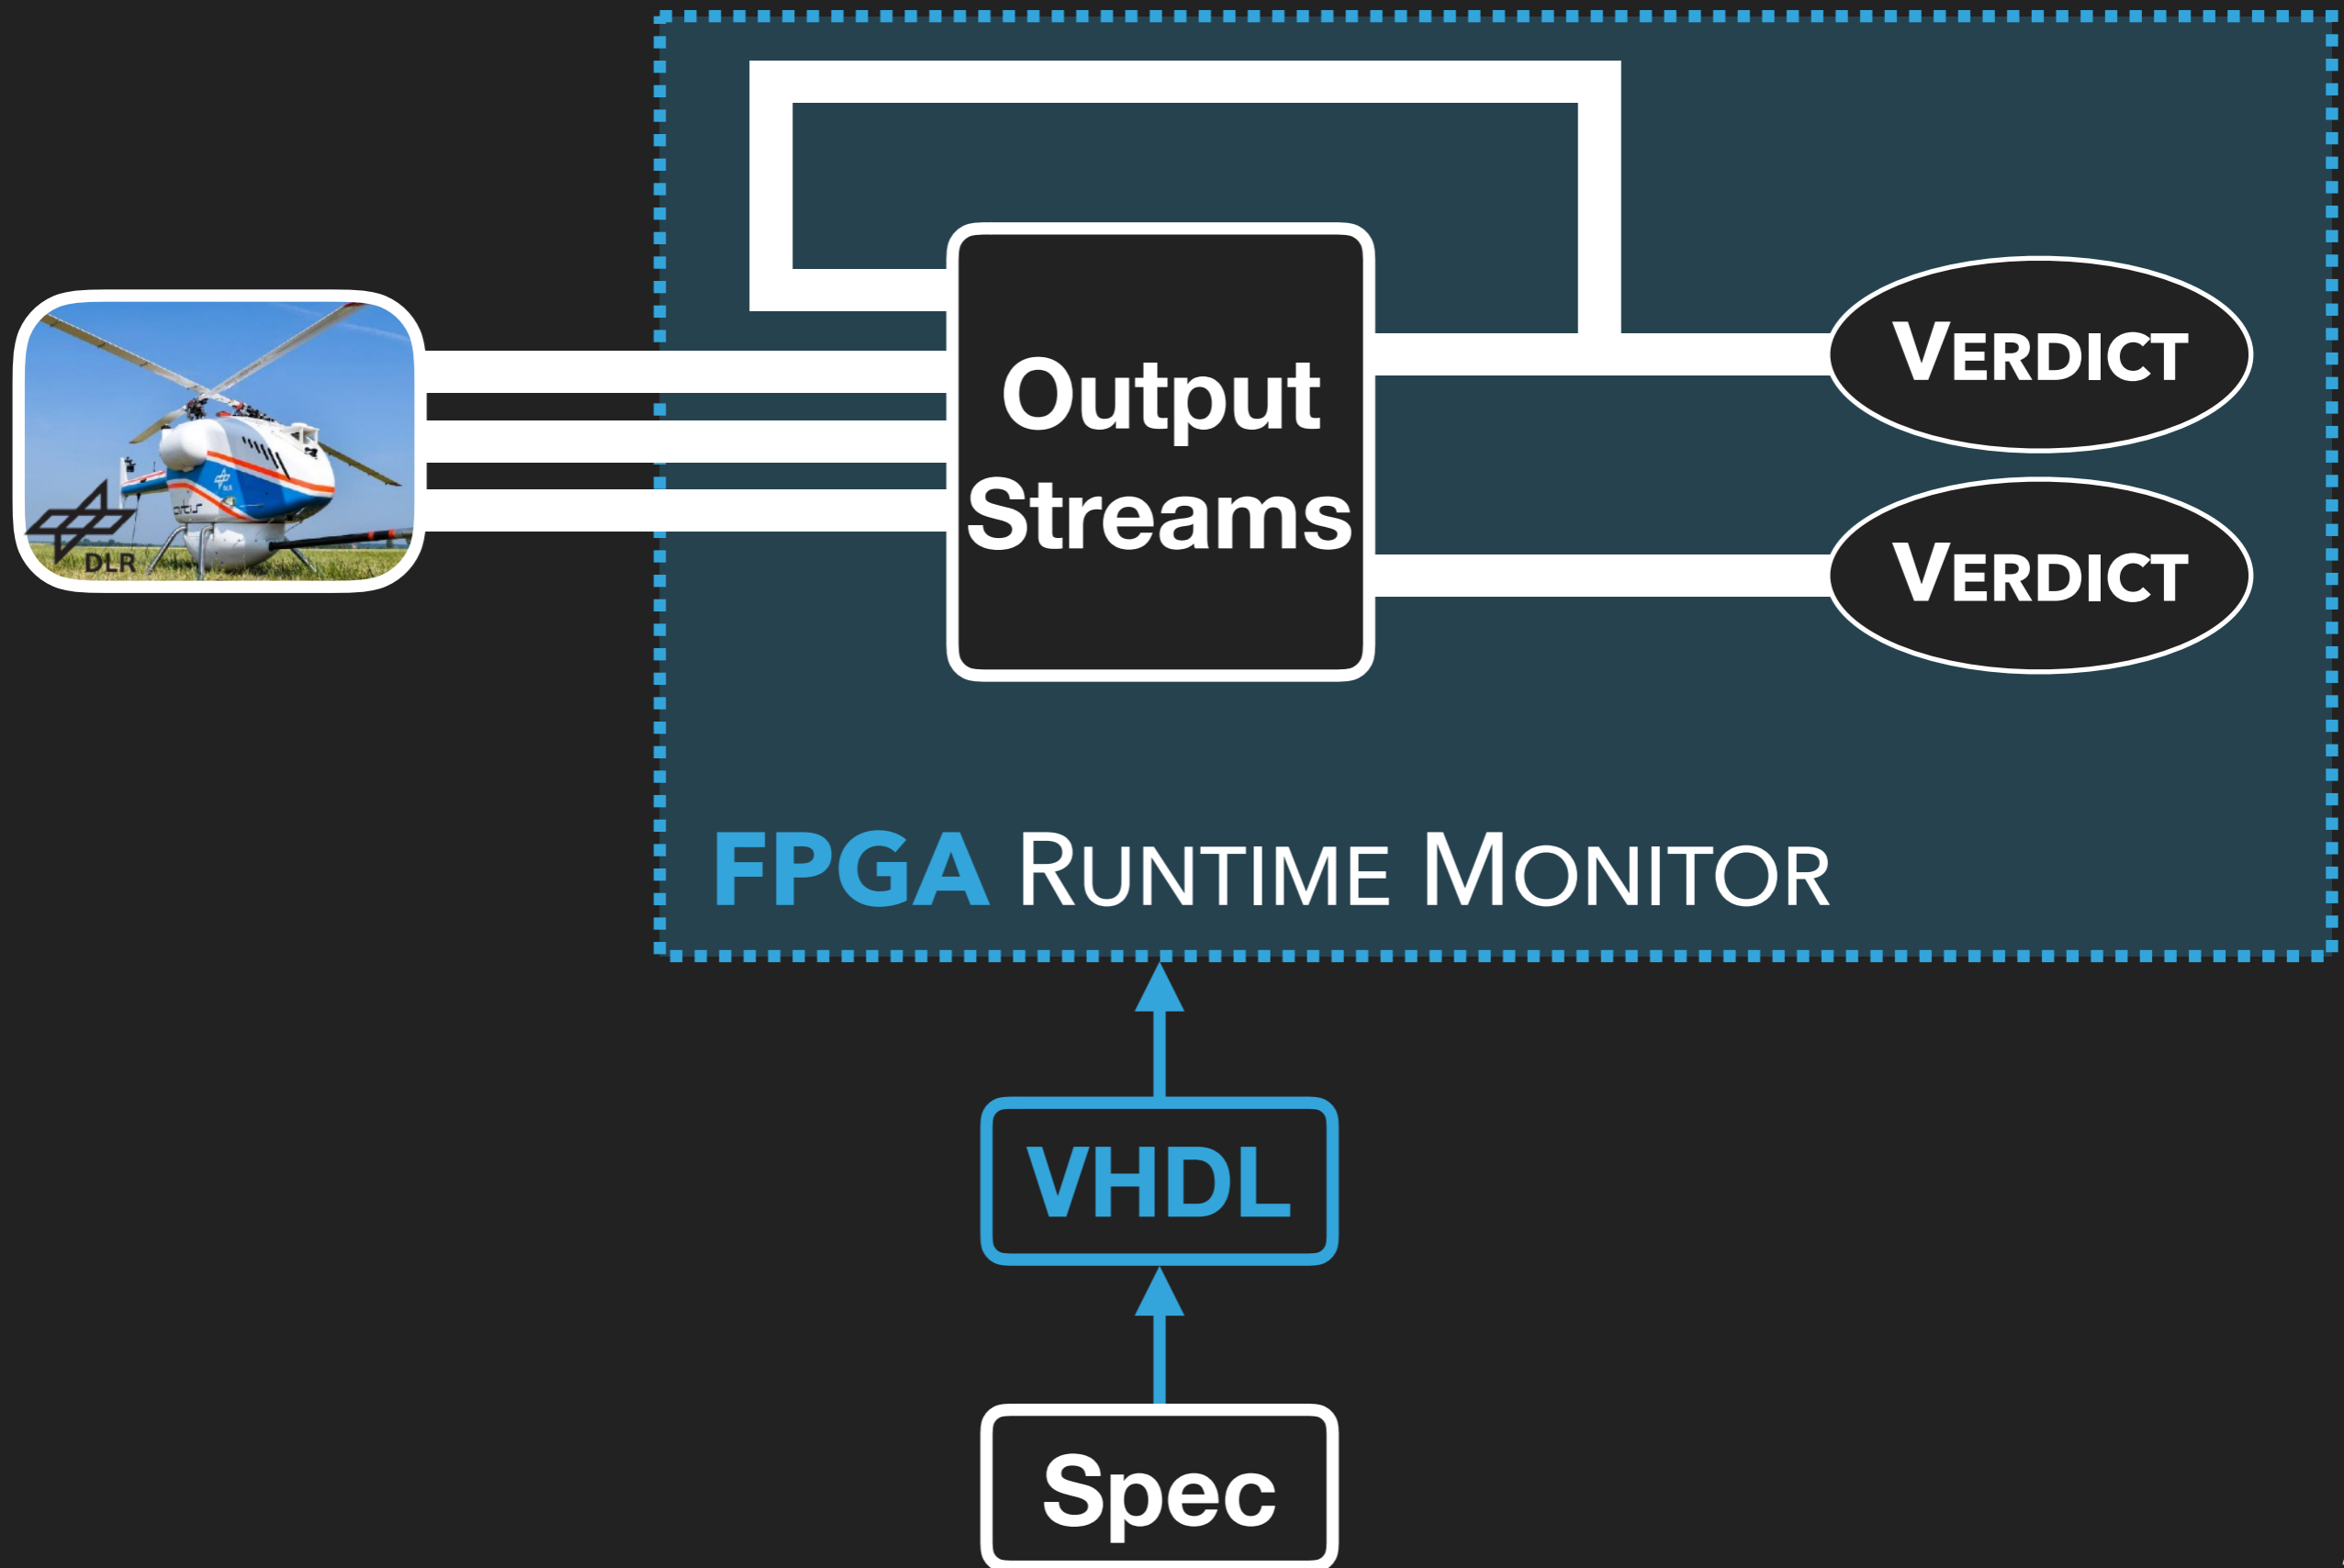 Output
Streams
VERDICT
VERDICT
DLR
FPGA RUNTIME MONITOR
VHDL
Spec